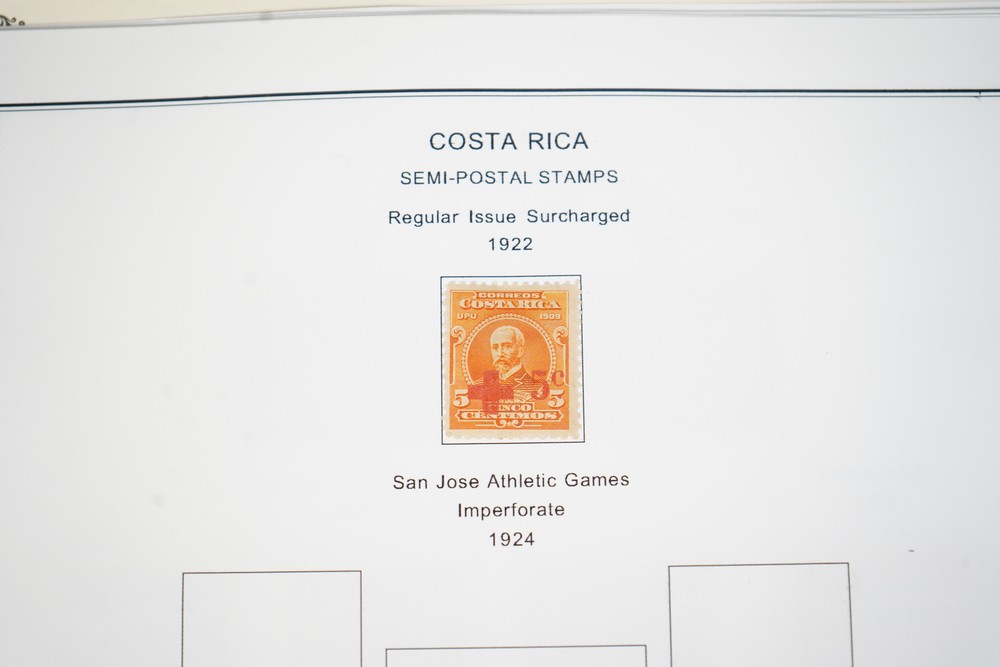 COSTA RICA
SEMI-POSTAL STAMPS
Regular Issue Surcharged
1922
CORREOS
COSTA RICA
UPU 1909
5c
5 5
CINCO
CENTIMOS
San Jose Athletic Games
Imperforate
1924